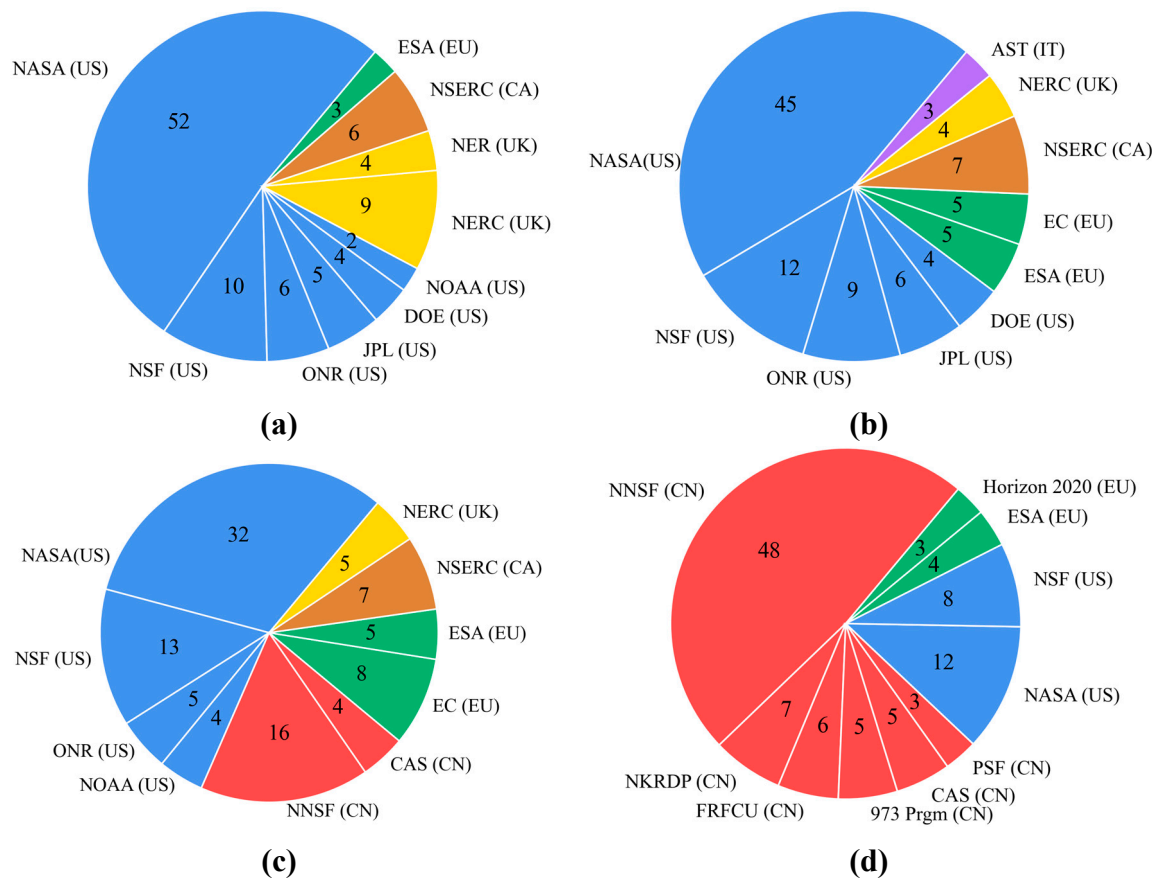 NASA (US)
52
ESA (EU)
3
NSERC (CA)
6
NER (UK)
4
NERC (UK)
9
NOAA (US)
2
DOE (US)
4
JPL (US)
5
ONR (US)
6
NSF (US)
10
(a)
NASA(US)
45
AST (IT)
3
NERC (UK)
4
NSERC (CA)
7
EC (EU)
5
ESA (EU)
5
DOE (US)
4
JPL (US)
6
ONR (US)
9
NSF (US)
12
(b)
NASA(US)
32
NERC (UK)
5
NSERC (CA)
7
ESA (EU)
5
EC (EU)
8
CAS (CN)
4
NNSF (CN)
16
NOAA (US)
4
ONR (US)
5
NSF (US)
13
(c)
NNSF (CN)
48
Horizon 2020 (EU)
3
ESA (EU)
4
NSF (US)
8
NASA (US)
12
PSF (CN)
3
CAS (CN)
5
973 Prgm (CN)
5
FRFCU (CN)
6
NKRDP (CN)
7
(d)